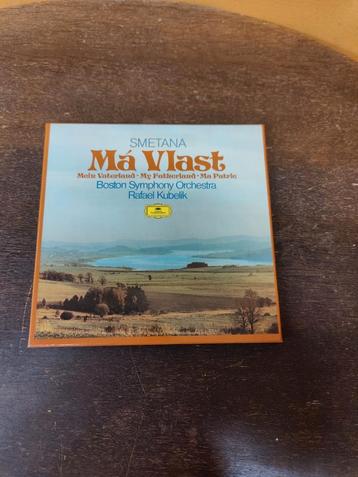 SMETANA
Má Vlast
Mein Vaterland · My Fatherland · Ma Patrie
Boston Symphony Orchestra
Rafael Kubelik